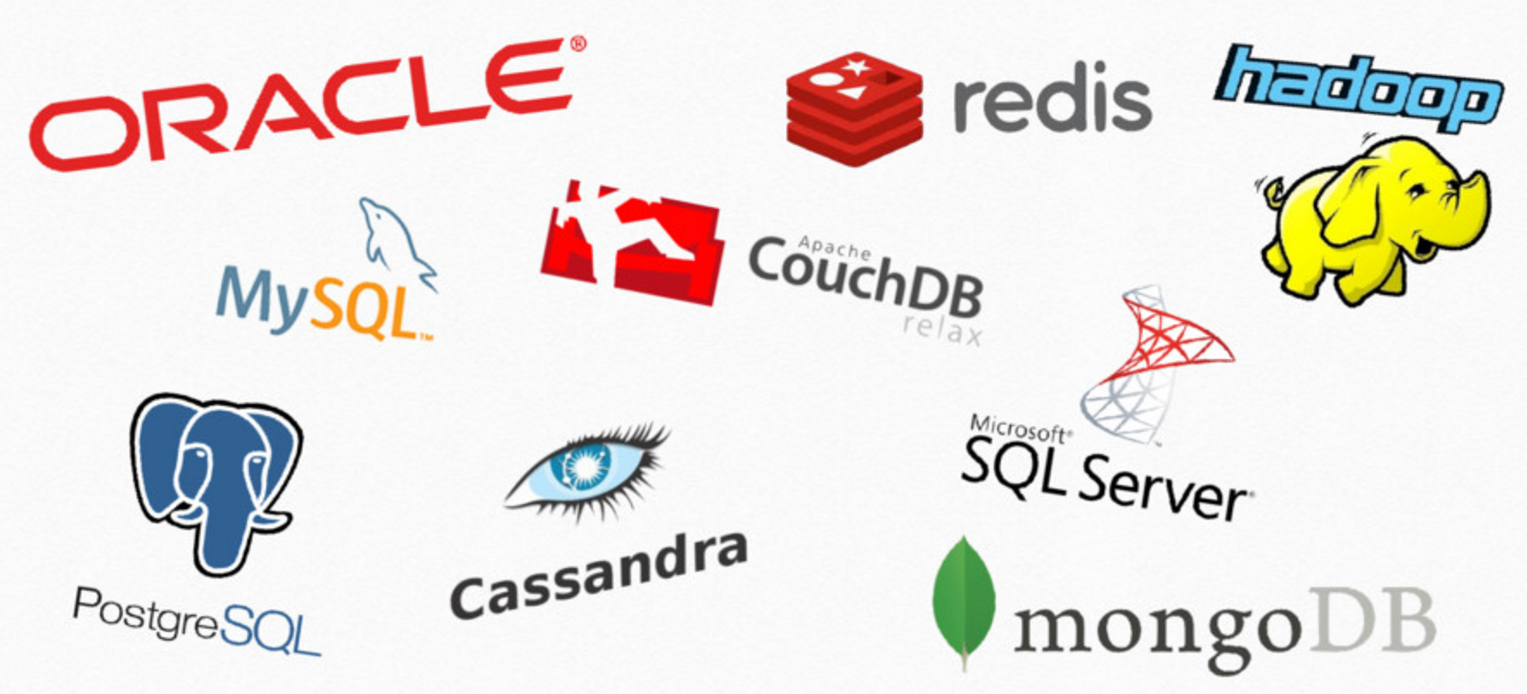 ORACLE®
redis
hadoop
MySQL™
Apache
CouchDB
relax
Microsoft®
SQL Server®
PostgreSQL
Cassandra
mongoDB